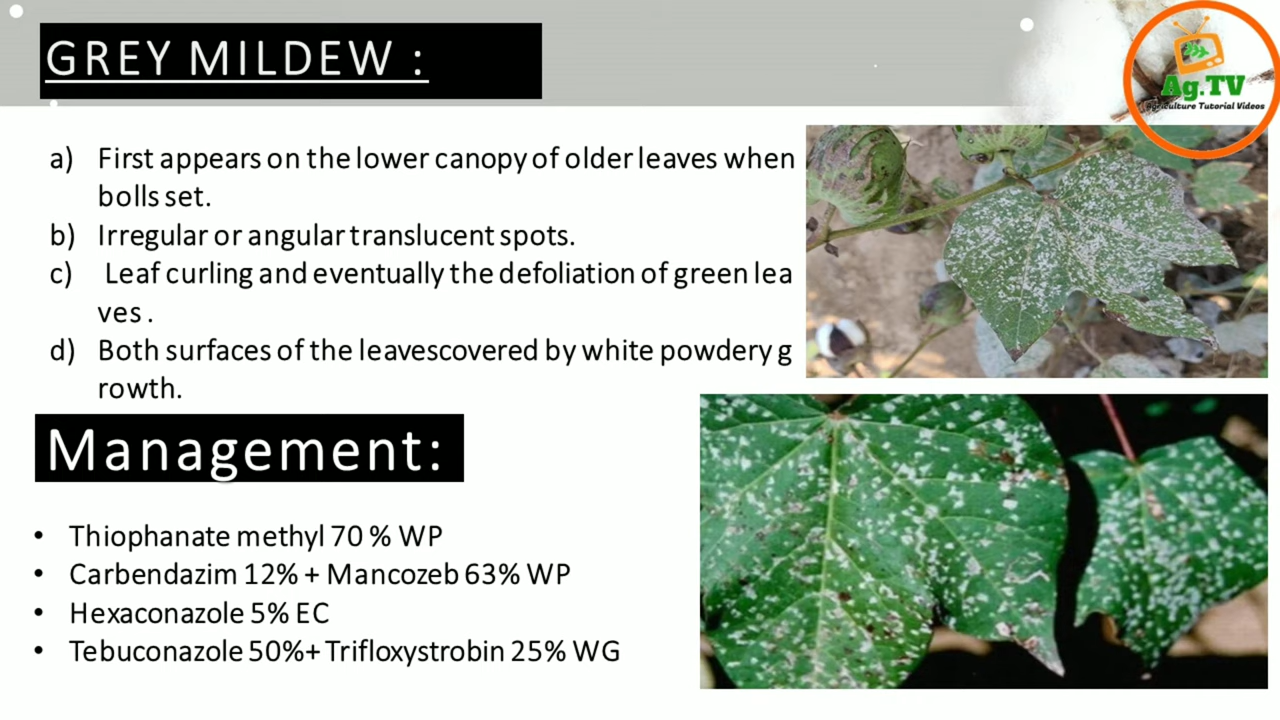 GREY MILDEW :
Ag.TV
Agriculture Tutorial Videos
a) First appears on the lower canopy of older leaves when
bolls set.
b) Irregular or angular translucent spots.
c) Leaf curling and eventually the defoliation of green lea
ves .
d) Both surfaces of the leavescovered by white powdery g
rowth.
Management:
• Thiophanate methyl 70 % WP
• Carbendazim 12% + Mancozeb 63% WP
• Hexaconazole 5% EC
• Tebuconazole 50%+ Trifloxystrobin 25% WG